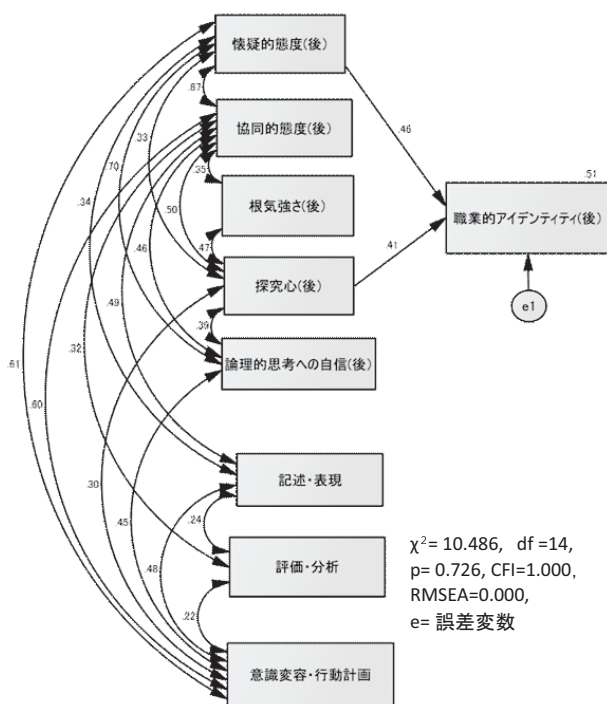 懐疑的態度(後)
.67
.46
協同的態度(後)
.33
.35
.51
.70
.34
根気強さ(後)
.50
職業的アイデンティティ(後)
.46
.47
.41
探究心(後)
e1
.49
.39
.32
論理的思考への自信(後)
.61
.60
記述・表現
.30
.45
.24
.48
評価・分析
.22
意識変容・行動計画
χ²= 10.486, df =14,
p= 0.726, CFI=1.000,
RMSEA=0.000,
e= 誤差変数